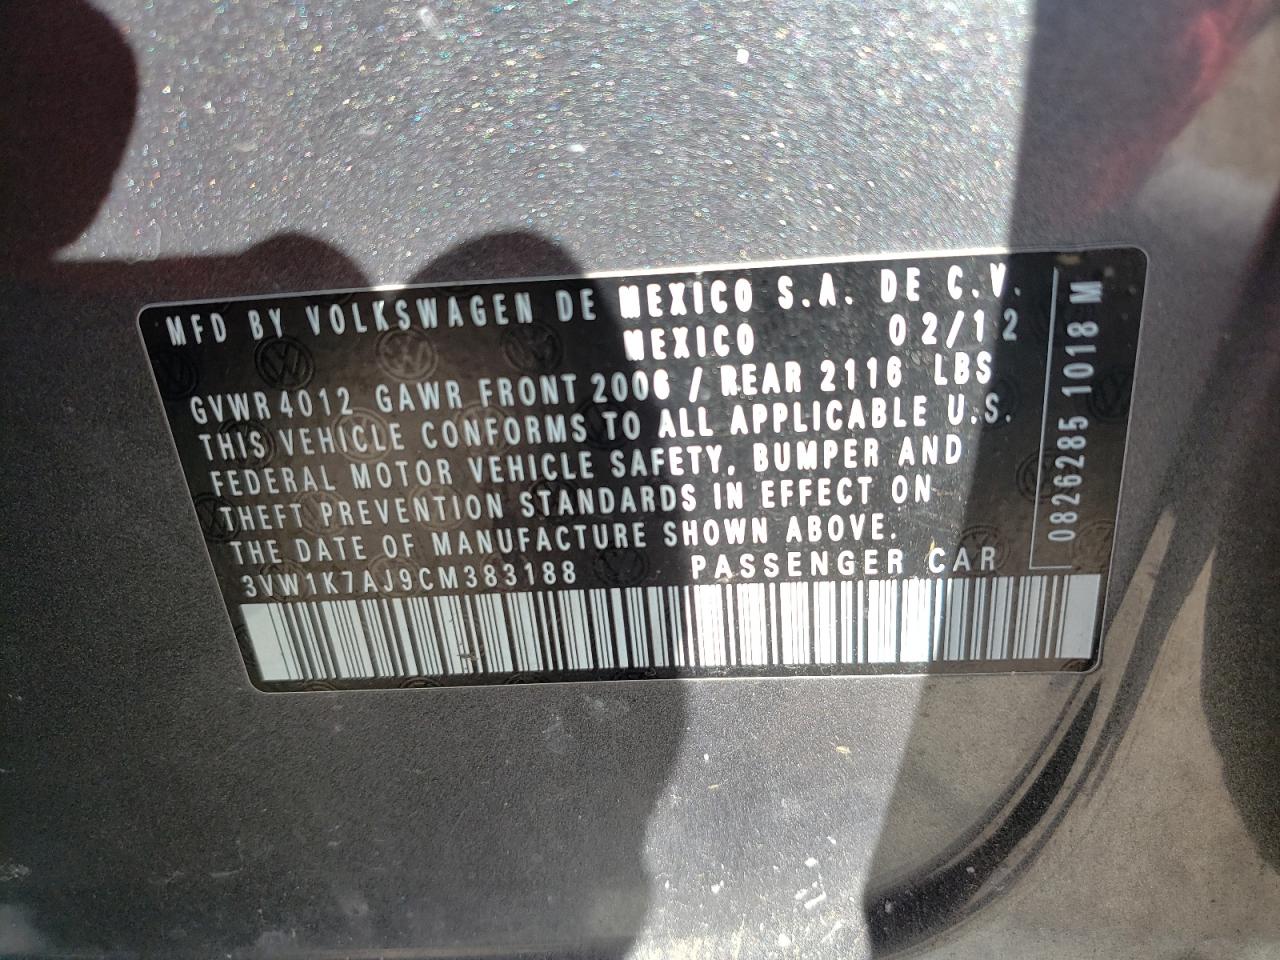 MFD BY VOLKSWAGEN DE MEXICO S.A. DE C.V.
MEXICO 02/12
GVWR 4012 GAWR FRONT 2006 / REAR 2116 LBS
THIS VEHICLE CONFORMS TO ALL APPLICABLE U.S.
FEDERAL MOTOR VEHICLE SAFETY, BUMPER AND
THEFT PREVENTION STANDARDS IN EFFECT ON
THE DATE OF MANUFACTURE SHOWN ABOVE.
3VW1K7AJ9CM383188 PASSENGER CAR
0826285 1018 M